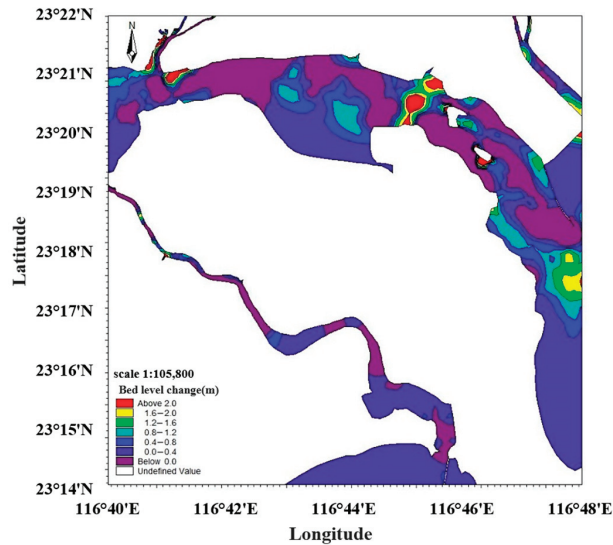 23°22'N
N
23°21'N
23°20'N
23°19'N
23°18'N
23°17'N
23°16'N
23°15'N
23°14'N
Latitude
scale 1:105,800
Bed level change(m)
Above 2.0
1.6–2.0
1.2–1.6
0.8–1.2
0.4–0.8
0.0–0.4
Below 0.0
Undefined Value
116°40'E 116°42'E 116°44'E 116°46'E 116°48'E
Longitude